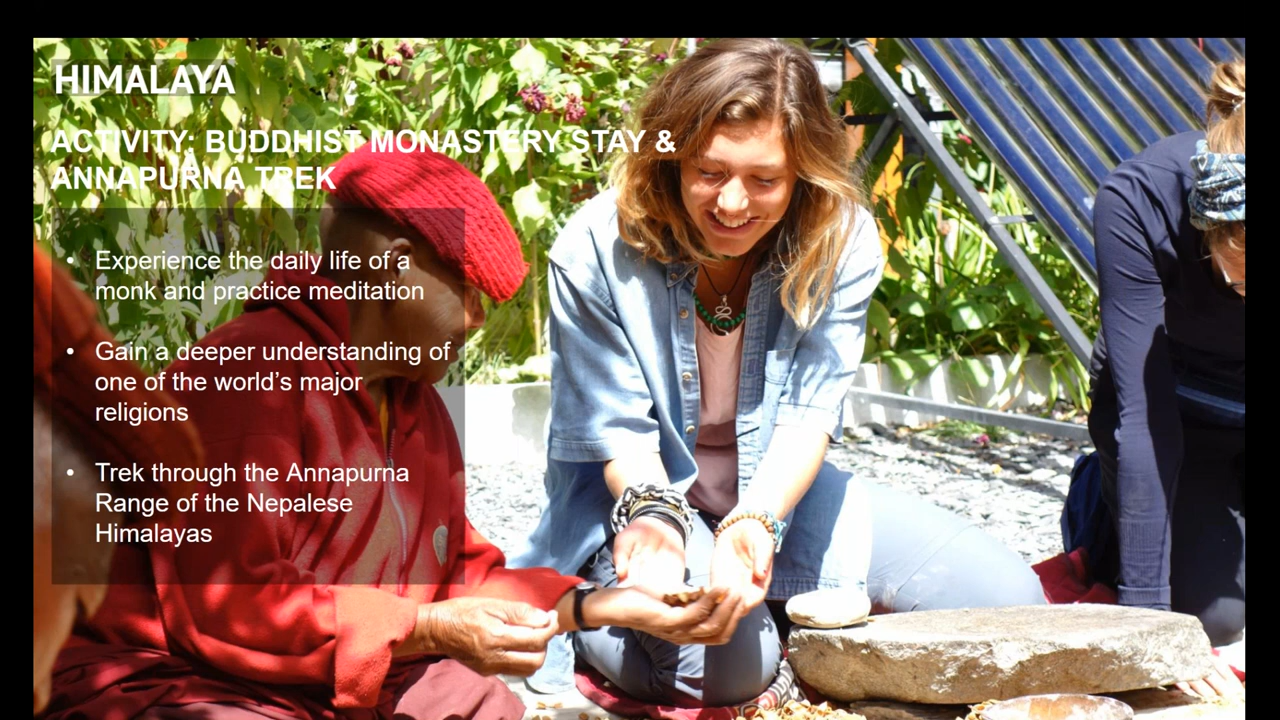 HIMALAYA
ACTIVITY: BUDDHIST MONASTERY STAY &
ANNAPURNA TREK
• Experience the daily life of a
monk and practice meditation
• Gain a deeper understanding of
one of the world’s major
religions
• Trek through the Annapurna
Range of the Nepalese
Himalayas